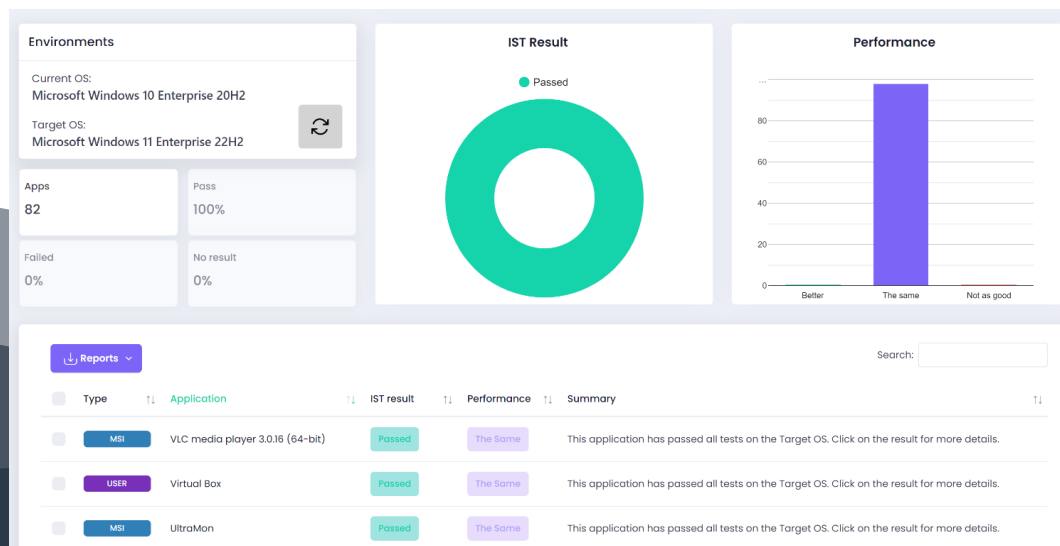 Environments
Current OS:
Microsoft Windows 10 Enterprise 20H2
Target OS:
Microsoft Windows 11 Enterprise 22H2
Apps
82
Pass
100%
Failed
0%
No result
0%
IST Result
Passed
Performance
...
80
60
40
20
0
Better
The same
Not as good
Reports
Search:
Type
Application
IST result
Performance
Summary
MSI
VLC media player 3.0.16 (64-bit)
Passed
The Same
This application has passed all tests on the Target OS. Click on the result for more details.
USER
Virtual Box
Passed
The Same
This application has passed all tests on the Target OS. Click on the result for more details.
MSI
UltraMon
Passed
The Same
This application has passed all tests on the Target OS. Click on the result for more details.